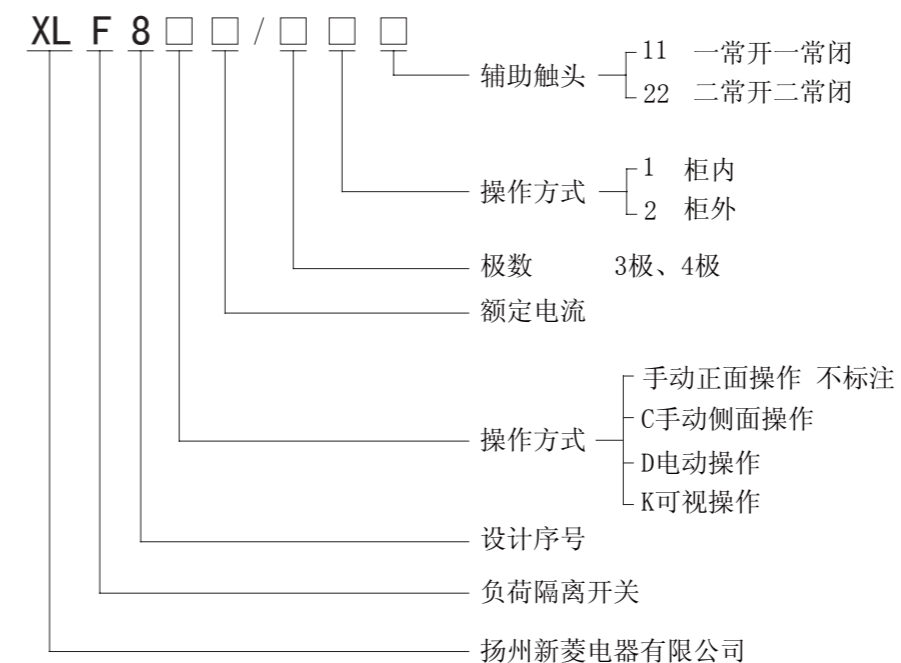 XL F 8 □ □ / □ □ □
辅助触头
11 一常开一常闭
22 二常开二常闭
操作方式
1 柜内
2 柜外
极数 3极、4极
额定电流
操作方式
手动正面操作 不标注
C手动侧面操作
D电动操作
K可视操作
设计序号
负荷隔离开关
扬州新菱电器有限公司